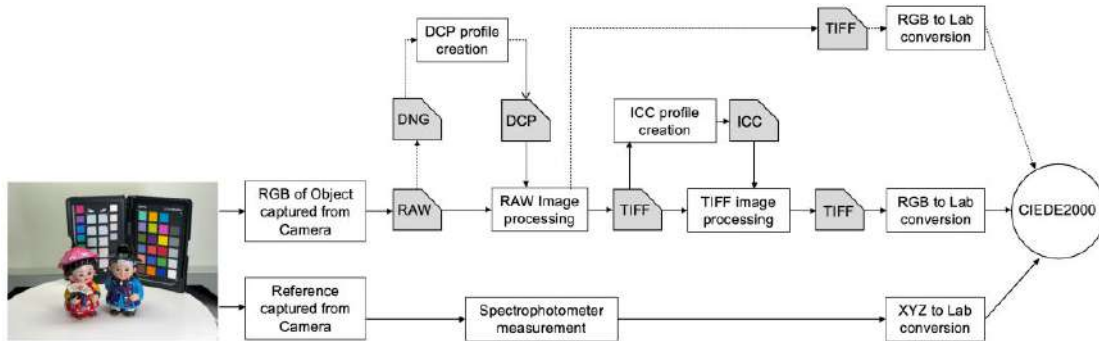 TIFF
RGB to Lab
conversion
DCP profile
creation
DNG
DCP
ICC profile
creation
ICC
RGB of Object
captured from
Camera
RAW
RAW Image
processing
TIFF
TIFF image
processing
TIFF
RGB to Lab
conversion
CIEDE2000
Reference
captured from
Camera
Spectrophotometer
measurement
XYZ to Lab
conversion